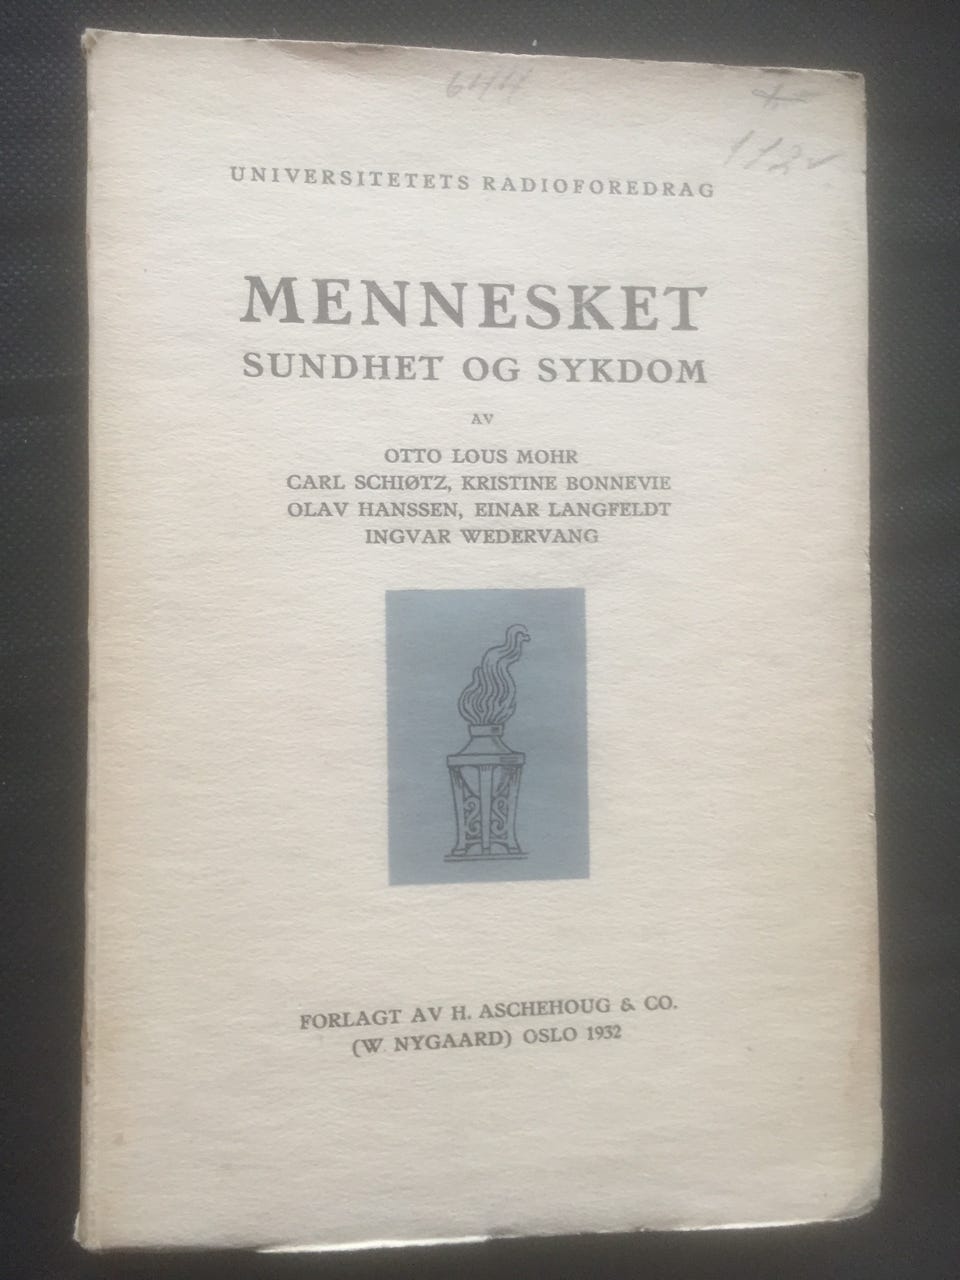 644
UNIVERSITETETS RADIOFOREDRAG
MENNESKET
SUNDHET OG SYKDOM
AV
OTTO LOUS MOHR
CARL SCHIØTZ, KRISTINE BONNEVIE
OLAV HANSSEN, EINAR LANGFELDT
INGVAR WEDERVANG
FORLAGT AV H. ASCHEHOUG & CO.
(W. NYGAARD) OSLO 1932